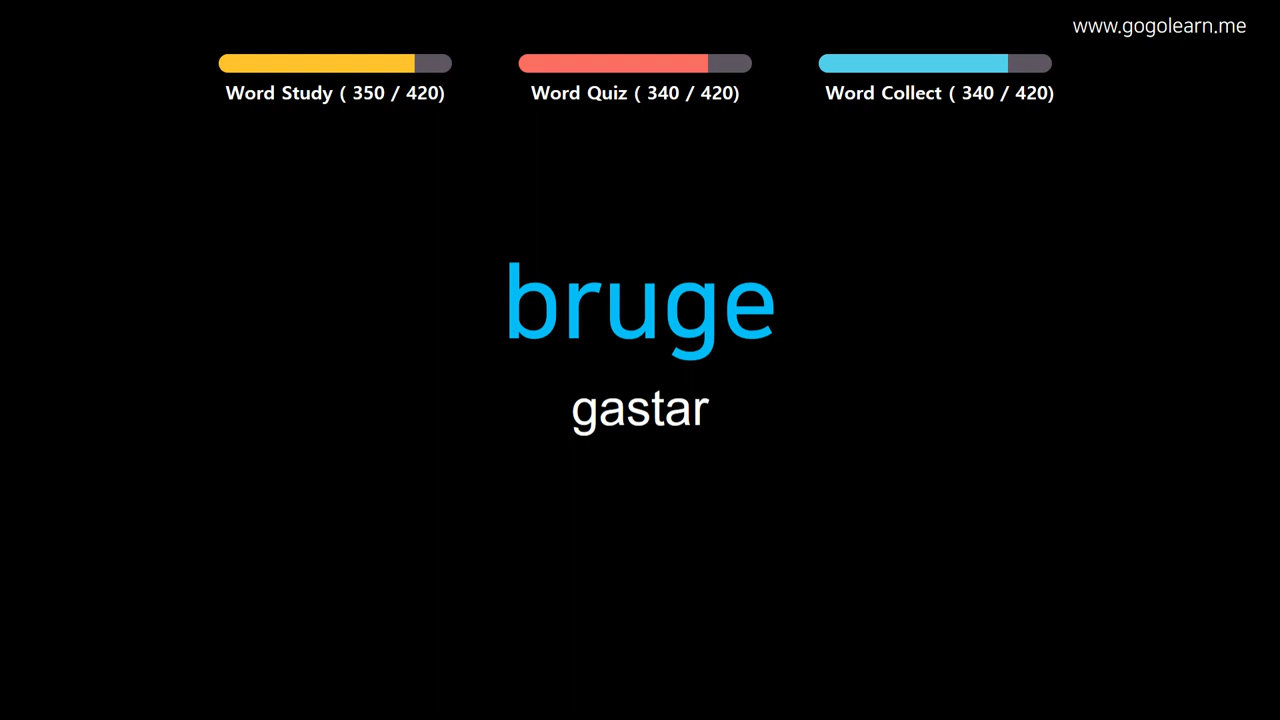 www.gogolearn.me
Word Study ( 350 / 420)
Word Quiz ( 340 / 420)
Word Collect ( 340 / 420)
bruge
gastar